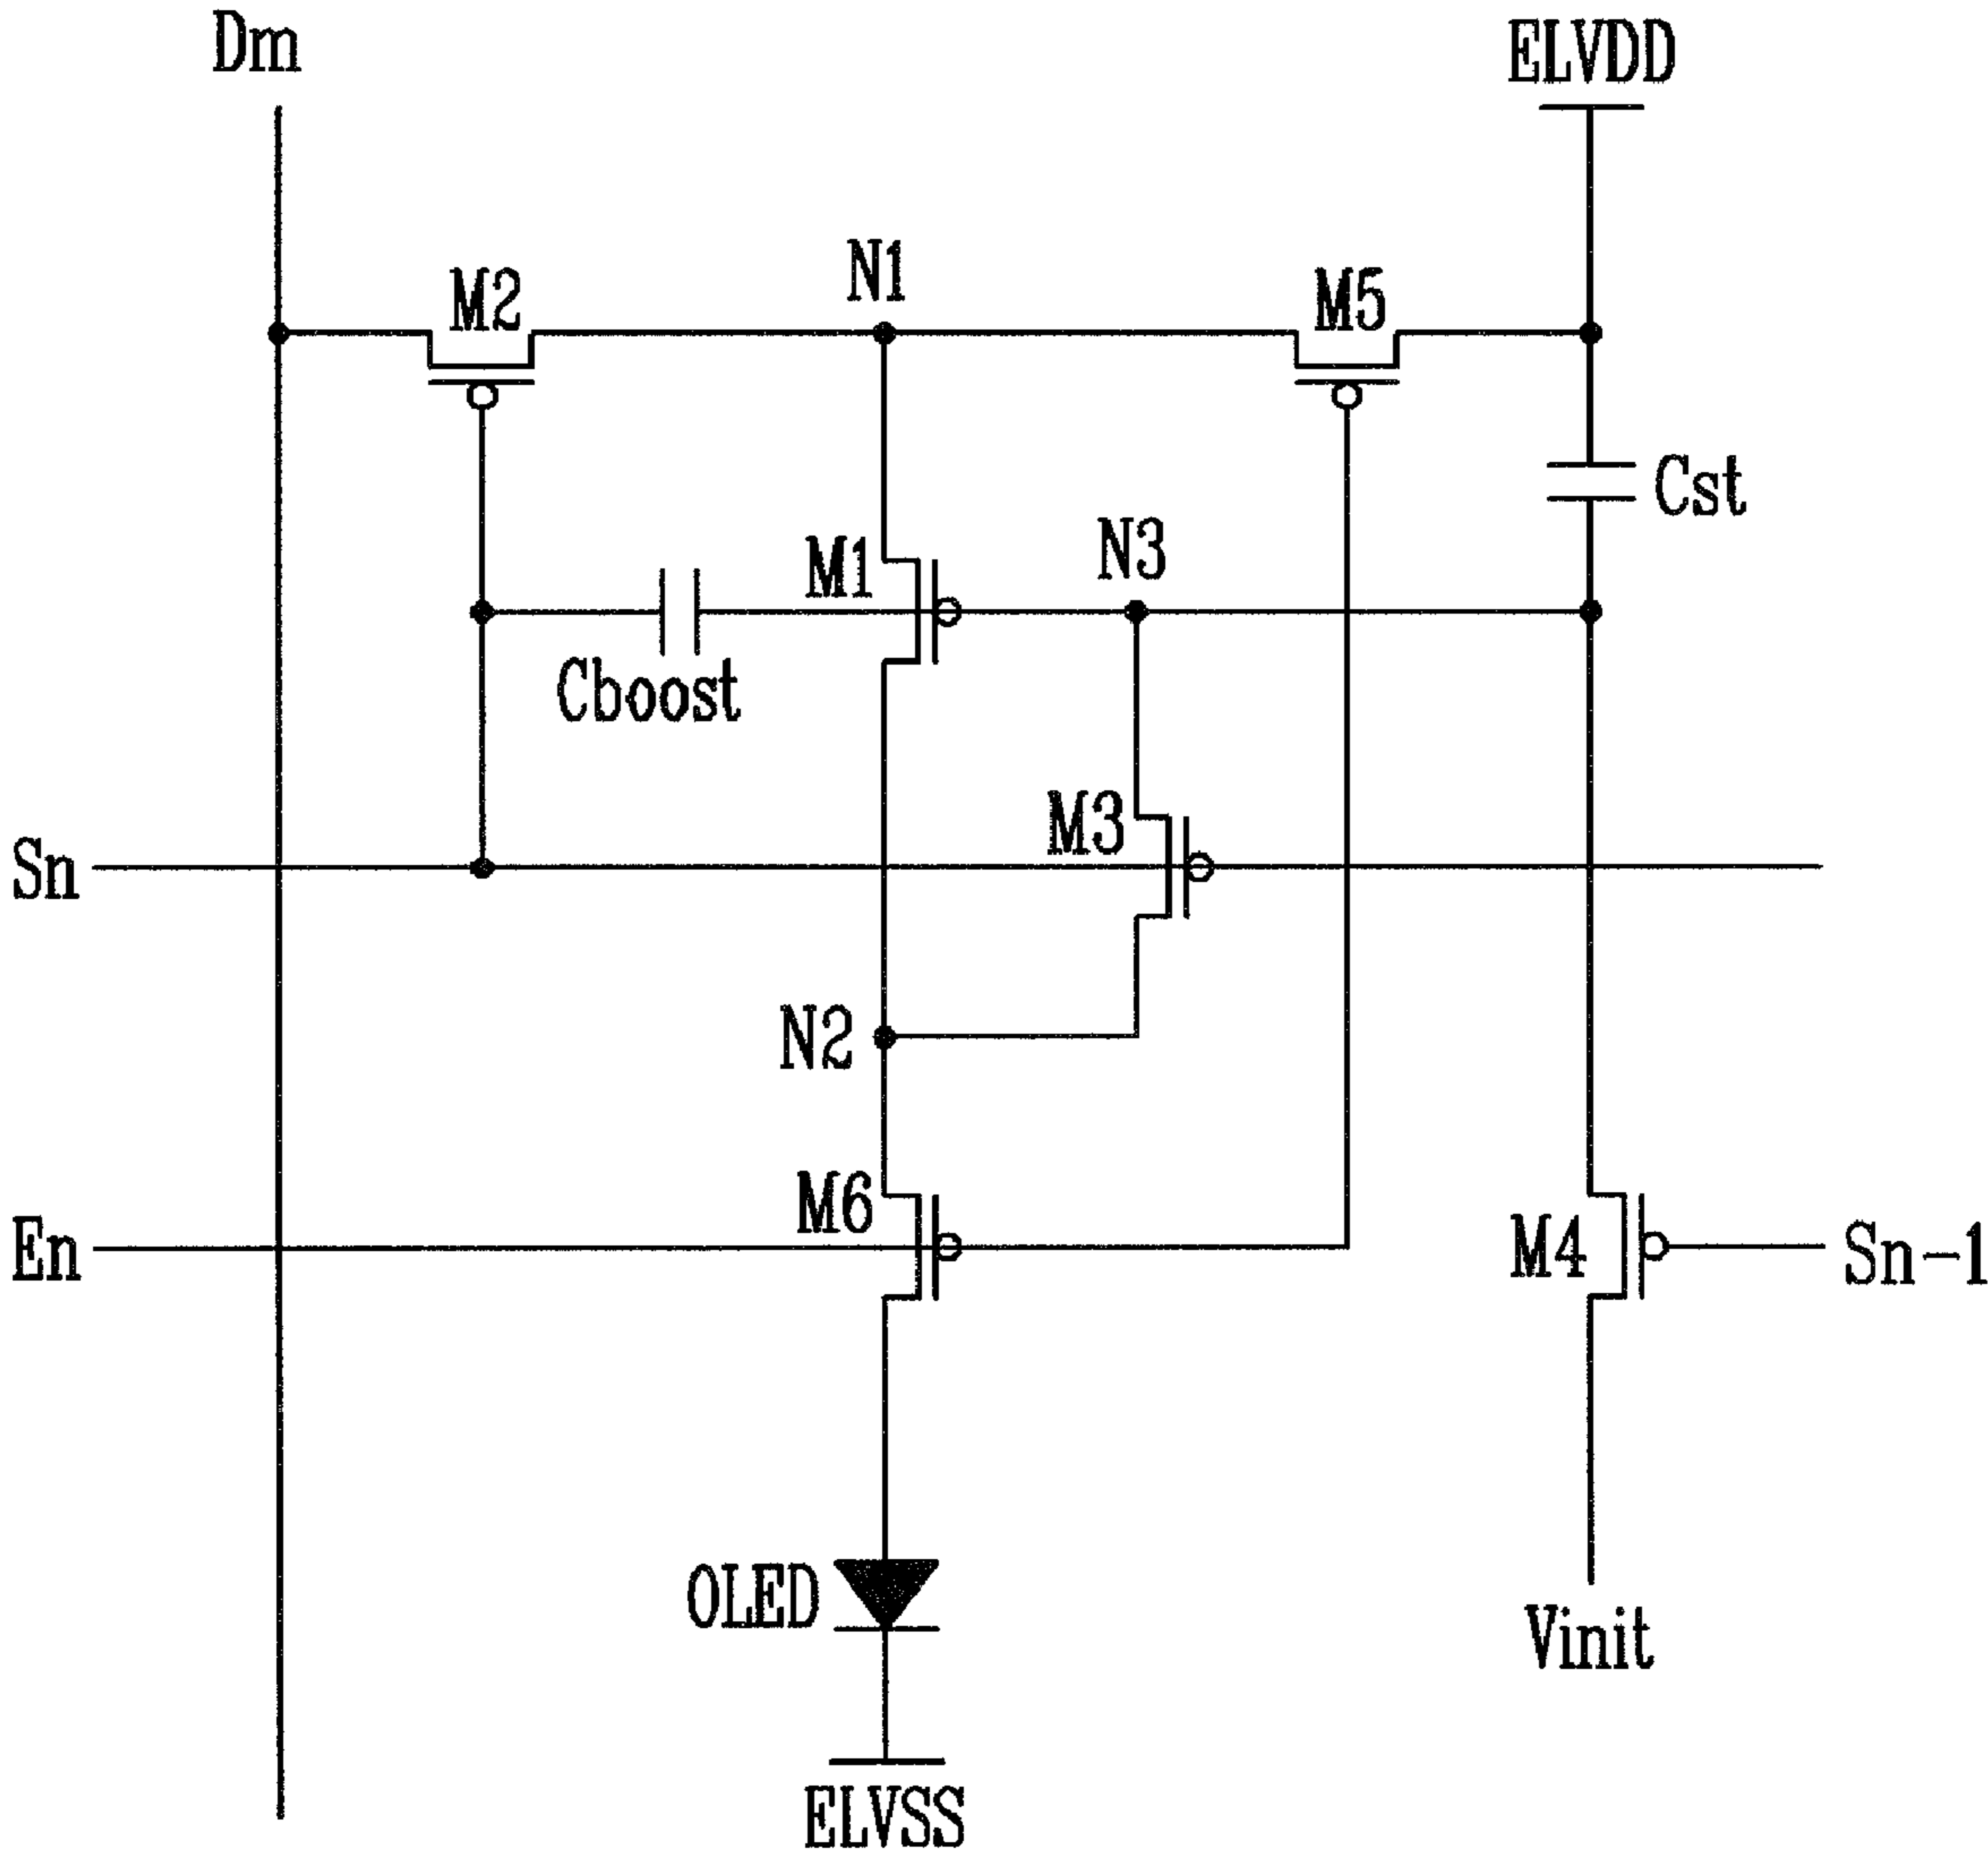 Dm
ELVDD
N1
M2
M5
Cst
M1
N3
Cboost
M3
Sn
N2
M6
En
M4
Sn-1
OLED
Vinit
ELVSS